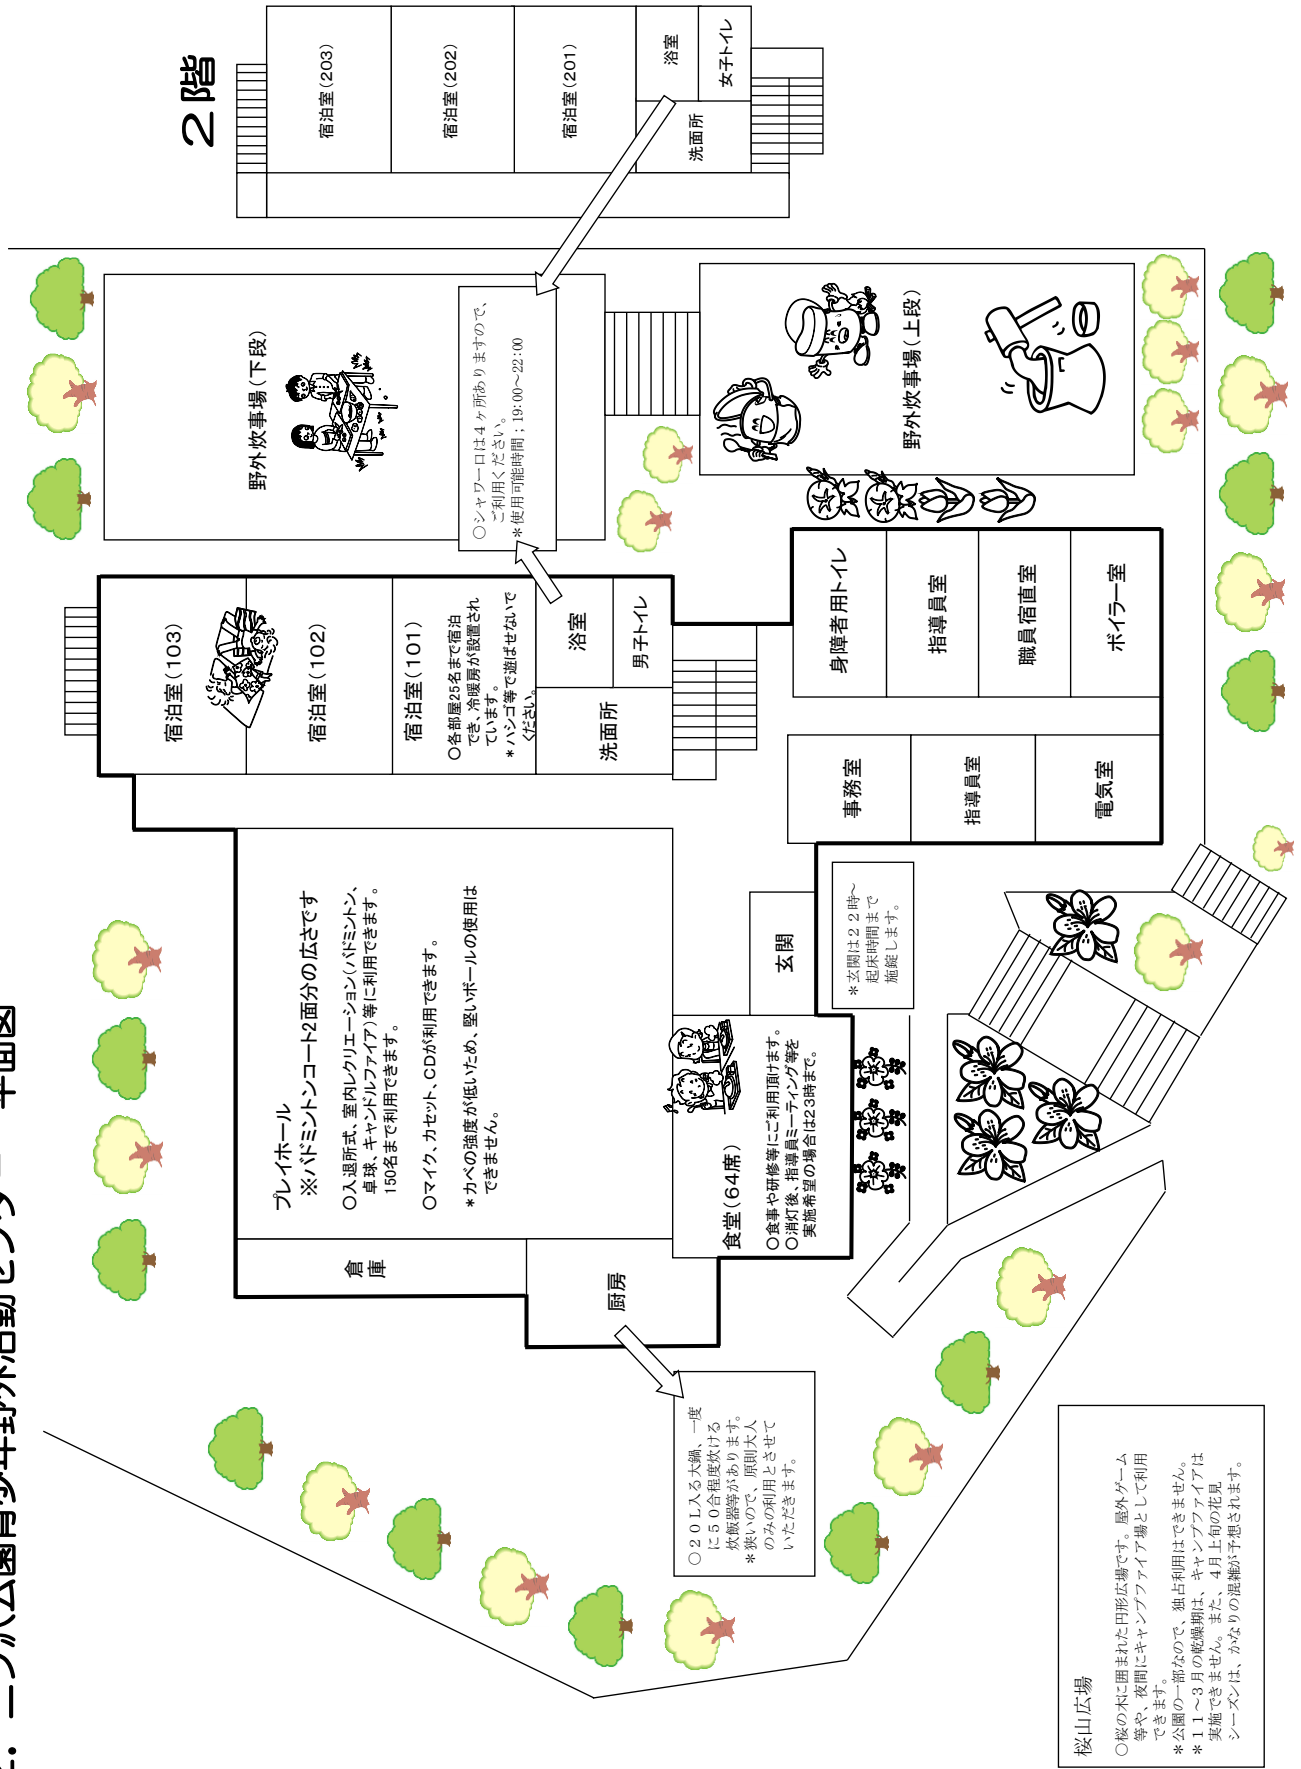 三ツ沢公園青少年野外活動センター 平面図
2階
プレイホール
※バドミントンコート2面分の広さです
○入退所式、室内レクリエーション（バドミントン、
卓球、キャンドルファイア）等に利用できます。
150名まで利用できます。
○マイク、カセット、CDが利用できます。
*カベの強度が低いため、堅いボールの使用は
できません。
倉庫
厨房
○２０Ｌ入る大鍋、一度
に５０合程度炊ける
炊飯器等があります。
＊狭いので、原則大人
のみの利用とさせて
いただきます。
食堂（64席）
○食事や研修等にご利用頂けます。
○消灯後、指導員ミーティング等を
実施希望の場合は23時まで。
玄関
＊玄関は２２時～
起床時間まで
施錠します。
宿泊室（103）
宿泊室（102）
宿泊室（101）
○各部屋25名まで宿泊
でき、冷暖房が設置され
ています。
*ハシゴ等で遊ばせないで
ください。
浴室
男子トイレ
洗面所
身障者用トイレ
指導員室
職員宿直室
ボイラー室
事務室
指導員室
電気室
野外炊事場（下段）
○シャワー口は４ヶ所ありますので、
ご利用ください。
＊使用可能時間；19:00～22:00
野外炊事場（上段）
宿泊室（203）
宿泊室（202）
宿泊室（201）
浴室
女子トイレ
洗面所
桜山広場
○桜の木に囲まれた円形広場です。屋外ゲーム
等や、夜間にキャンプファイア場として利用
できます。
＊公園の一部なので、独占利用はできません。
＊１１～３月の乾燥期は、キャンプファイアは
実施できません。また、４月上旬の花見
シーズンは、かなりの混雑が予想されます。